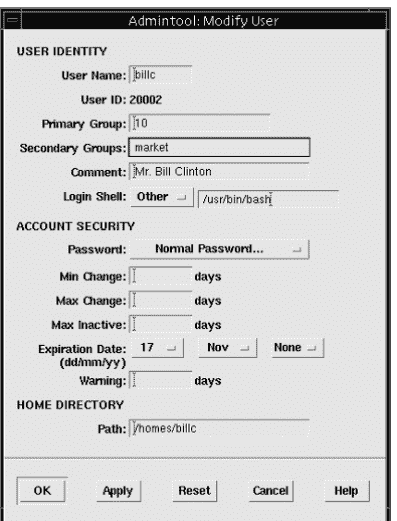 Admintool: Modify User
USER IDENTITY
User Name: billc
User ID: 20002
Primary Group: 10
Secondary Groups: market
Comment: Mr. Bill Clinton
Login Shell: Other /usr/bin/bash
ACCOUNT SECURITY
Password: Normal Password...
Min Change: days
Max Change: days
Max Inactive: days
Expiration Date: 17 Nov None
(dd/mm/yy)
Warning: days
HOME DIRECTORY
Path: /homes/billc
OK Apply Reset Cancel Help